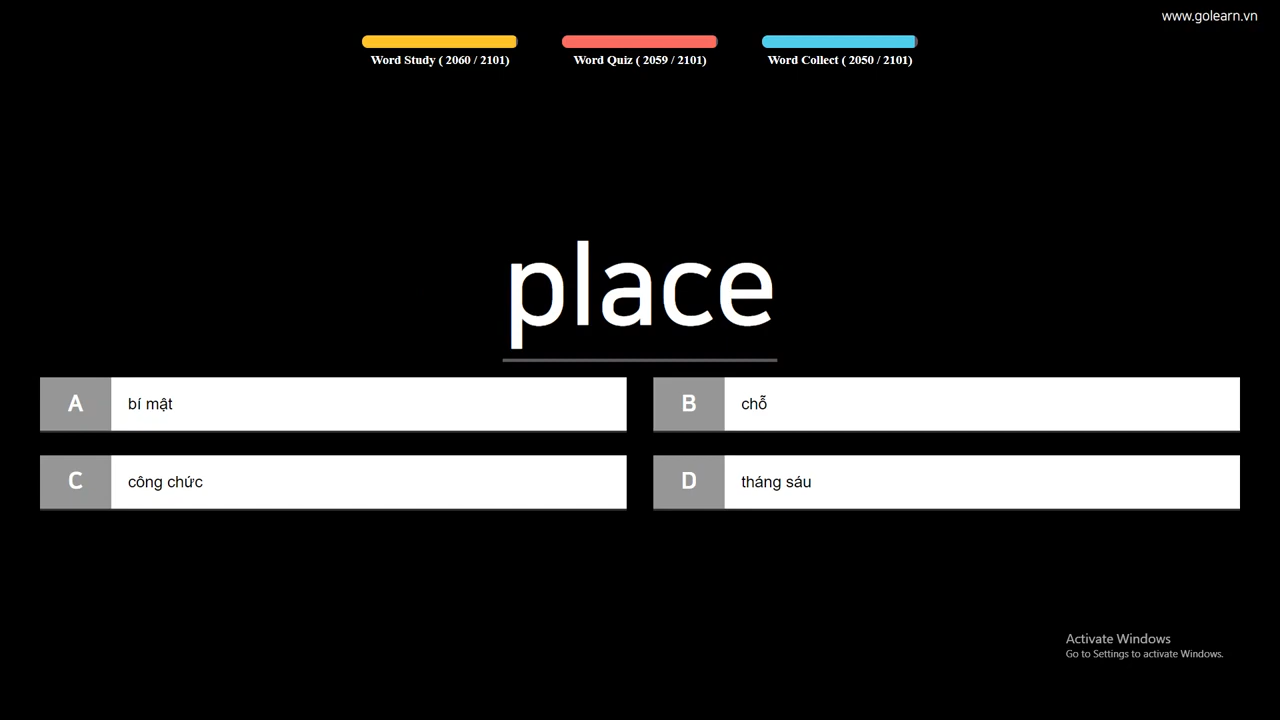 www.golearn.vn
Word Study ( 2060 / 2101)
Word Quiz ( 2059 / 2101)
Word Collect ( 2050 / 2101)
place
A bí mật
B chỗ
C công chức
D tháng sáu
Activate Windows
Go to Settings to activate Windows.